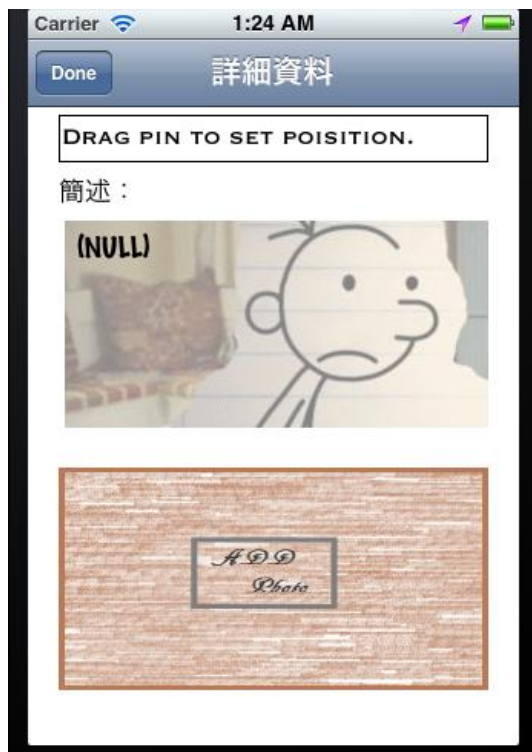 Carrier 1:24 AM
Done 詳細資料
DRAG PIN TO SET POISITION.
簡述：
(NULL)
ADD
Photo